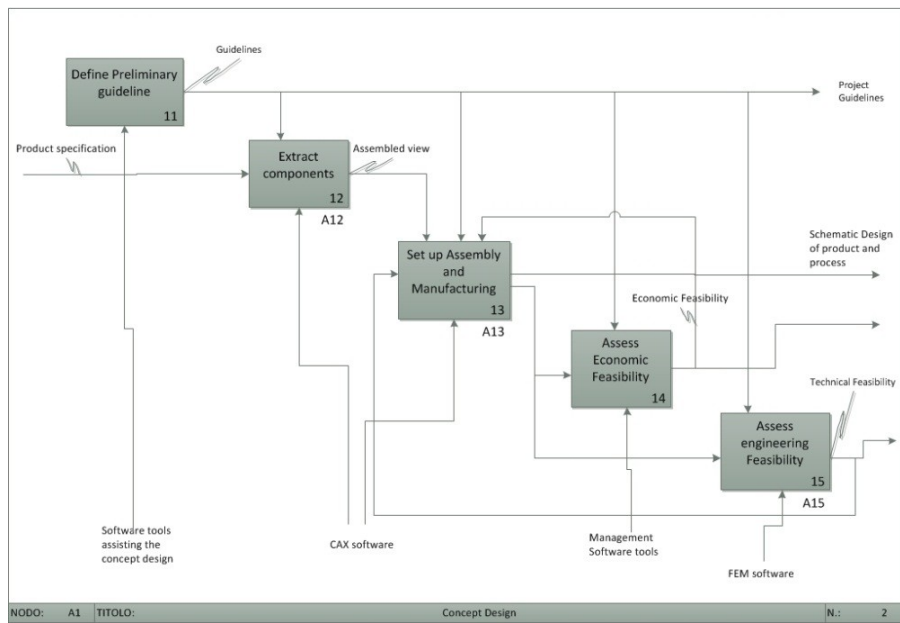 Guidelines
Define Preliminary
guideline
11
Project
Guidelines
Product specification
Extract
components
12
A12
Assembled view
Set up Assembly
and
Manufacturing
13
A13
Schematic Design
of product and
process
Economic Feasibility
Assess
Economic
Feasibility
14
Technical Feasibility
Assess
engineering
Feasibility
15
A15
Software tools
assisting the
concept design
CAX software
Management
Software tools
FEM software
NODO: A1 TITOLO: Concept Design N.: 2